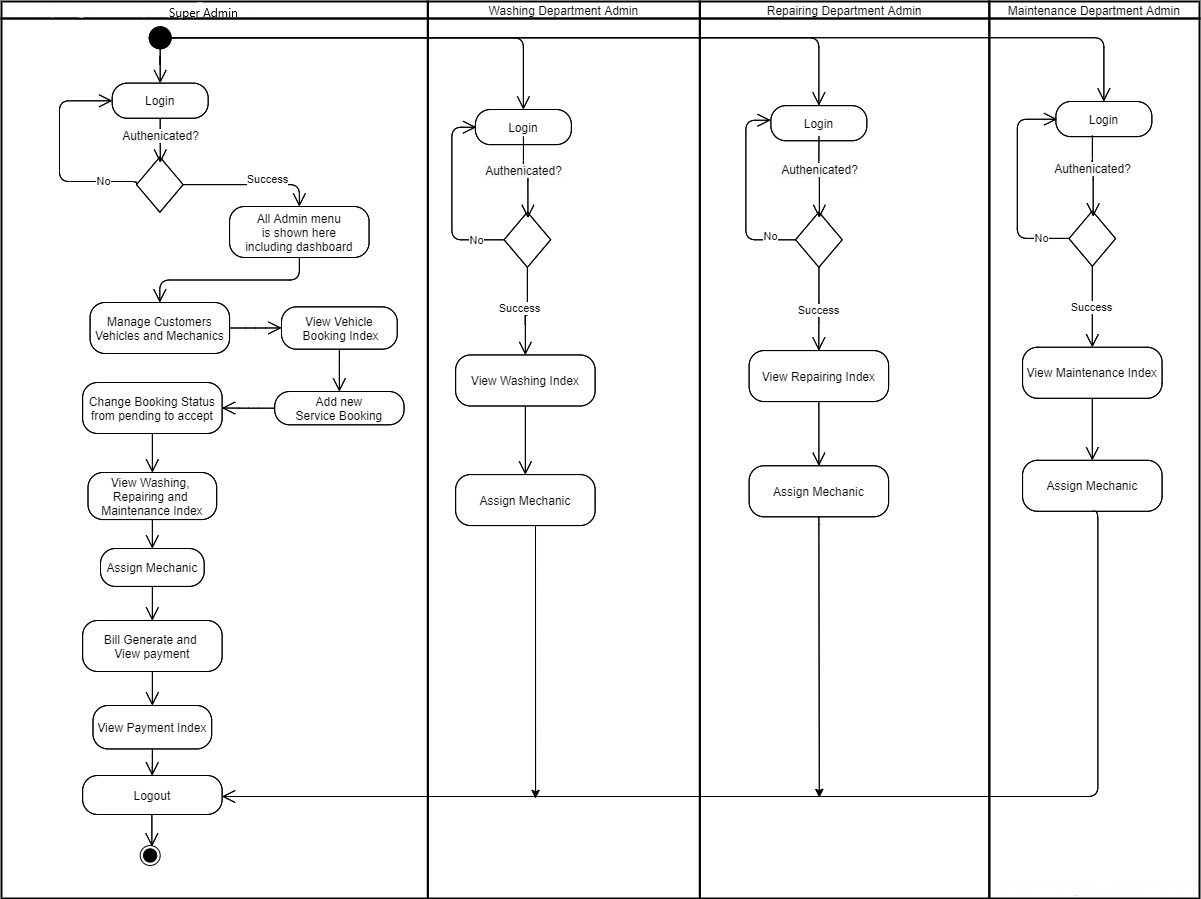 Super Admin
Washing Department Admin
Repairing Department Admin
Maintenance Department Admin
Login
Authenicated?
No
Success
All Admin menu
is shown here
including dashboard
Manage Customers
Vehicles and Mechanics
View Vehicle
Booking Index
Add new
Service Booking
Change Booking Status
from pending to accept
View Washing,
Repairing and
Maintenance Index
Assign Mechanic
Bill Generate and
View payment
View Payment Index
Logout
Login
Authenicated?
No
Success
View Washing Index
Assign Mechanic
Login
Authenicated?
No
Success
View Repairing Index
Assign Mechanic
Login
Authenicated?
No
Success
View Maintenance Index
Assign Mechanic